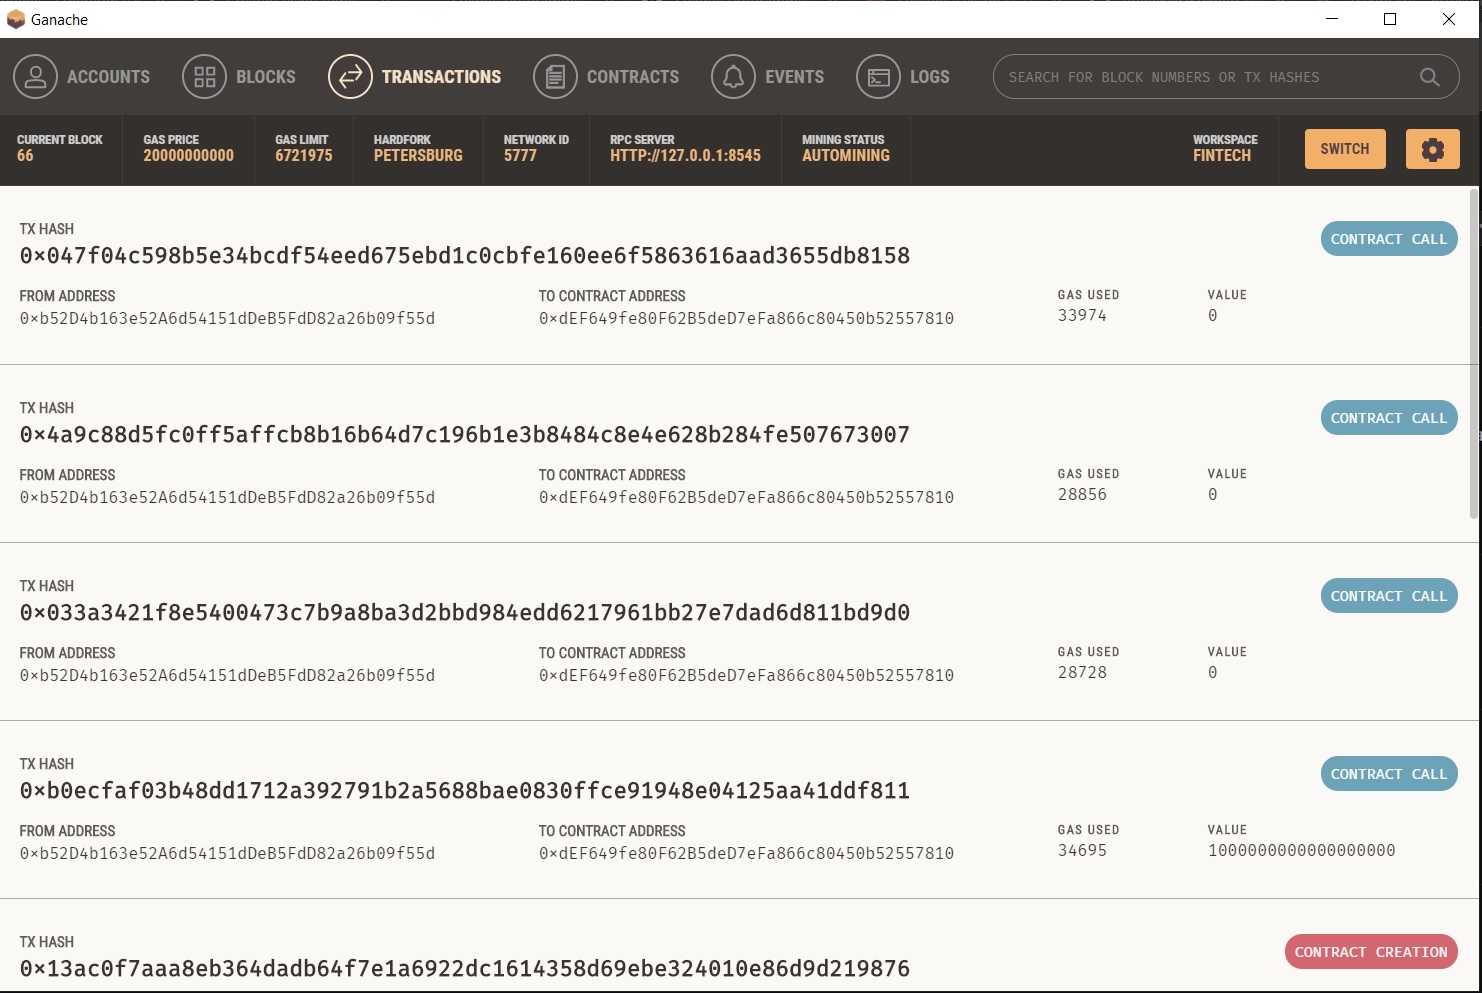 Ganache
ACCOUNTS BLOCKS TRANSACTIONS CONTRACTS EVENTS LOGS SEARCH FOR BLOCK NUMBERS OR TX HASHES
CURRENT BLOCK GAS PRICE GAS LIMIT HARDFORK NETWORK ID RPC SERVER MINING STATUS WORKSPACE
66 20000000000 6721975 PETERSBURG 5777 HTTP://127.0.0.1:8545 AUTOMINING FINTECH SWITCH
TX HASH
0×047f04c598b5e34bcdf54eed675ebd1c0cbfe160ee6f5863616aad3655db8158 CONTRACT CALL
FROM ADDRESS TO CONTRACT ADDRESS GAS USED VALUE
0×b52D4b163e52A6d54151dDeB5FdD82a26b09f55d 0×dEF649fe80F62B5deD7eFa866c80450b52557810 33974 0
TX HASH
0×4a9c88d5fc0ff5affcb8b16b64d7c196b1e3b8484c8e4e628b284fe507673007 CONTRACT CALL
FROM ADDRESS TO CONTRACT ADDRESS GAS USED VALUE
0×b52D4b163e52A6d54151dDeB5FdD82a26b09f55d 0×dEF649fe80F62B5deD7eFa866c80450b52557810 28856 0
TX HASH
0×033a3421f8e5400473c7b9a8ba3d2bbd984edd6217961bb27e7dad6d811bd9d0 CONTRACT CALL
FROM ADDRESS TO CONTRACT ADDRESS GAS USED VALUE
0×b52D4b163e52A6d54151dDeB5FdD82a26b09f55d 0×dEF649fe80F62B5deD7eFa866c80450b52557810 28728 0
TX HASH
0×b0ecfaf03b48dd1712a392791b2a5688bae0830ffce91948e04125aa41ddf811 CONTRACT CALL
FROM ADDRESS TO CONTRACT ADDRESS GAS USED VALUE
0×b52D4b163e52A6d54151dDeB5FdD82a26b09f55d 0×dEF649fe80F62B5deD7eFa866c80450b52557810 34695 1000000000000000000
TX HASH
0×13ac0f7aaa8eb364dadb64f7e1a6922dc1614358d69ebe324010e86d9d219876 CONTRACT CREATION